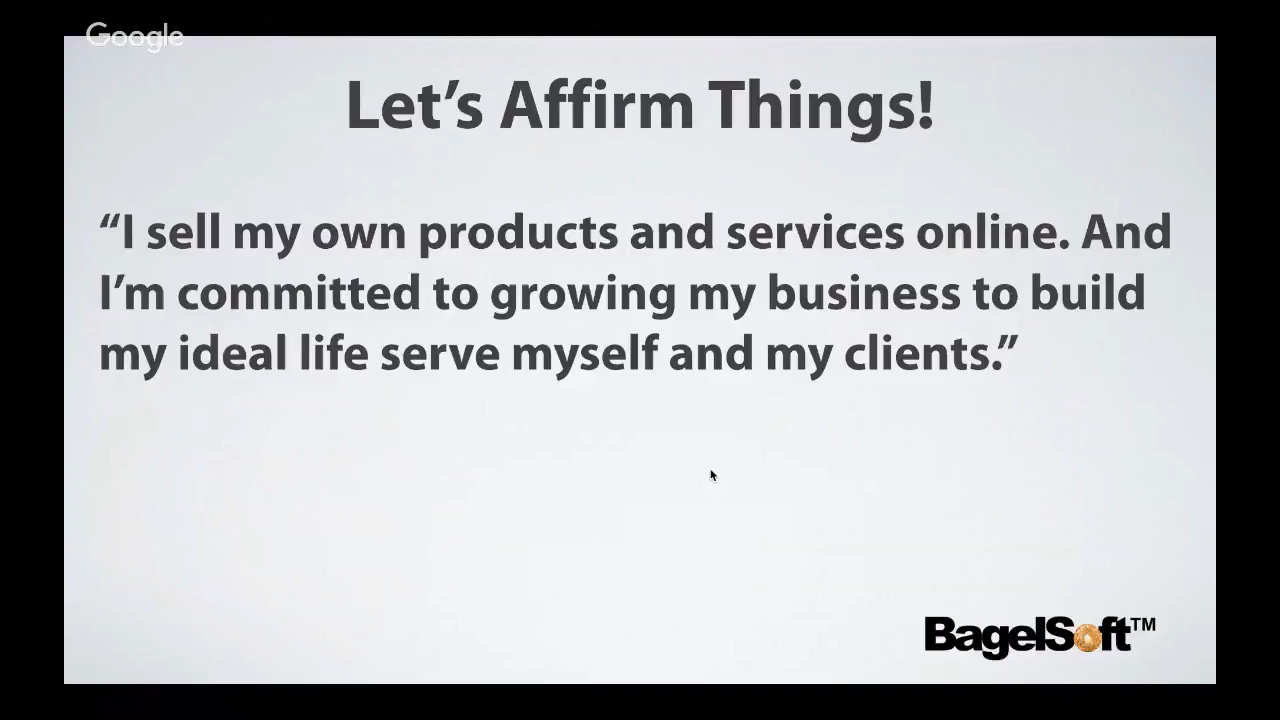 Google
Let’s Affirm Things!
“I sell my own products and services online. And
I’m committed to growing my business to build
my ideal life serve myself and my clients.”
BagelSoft™